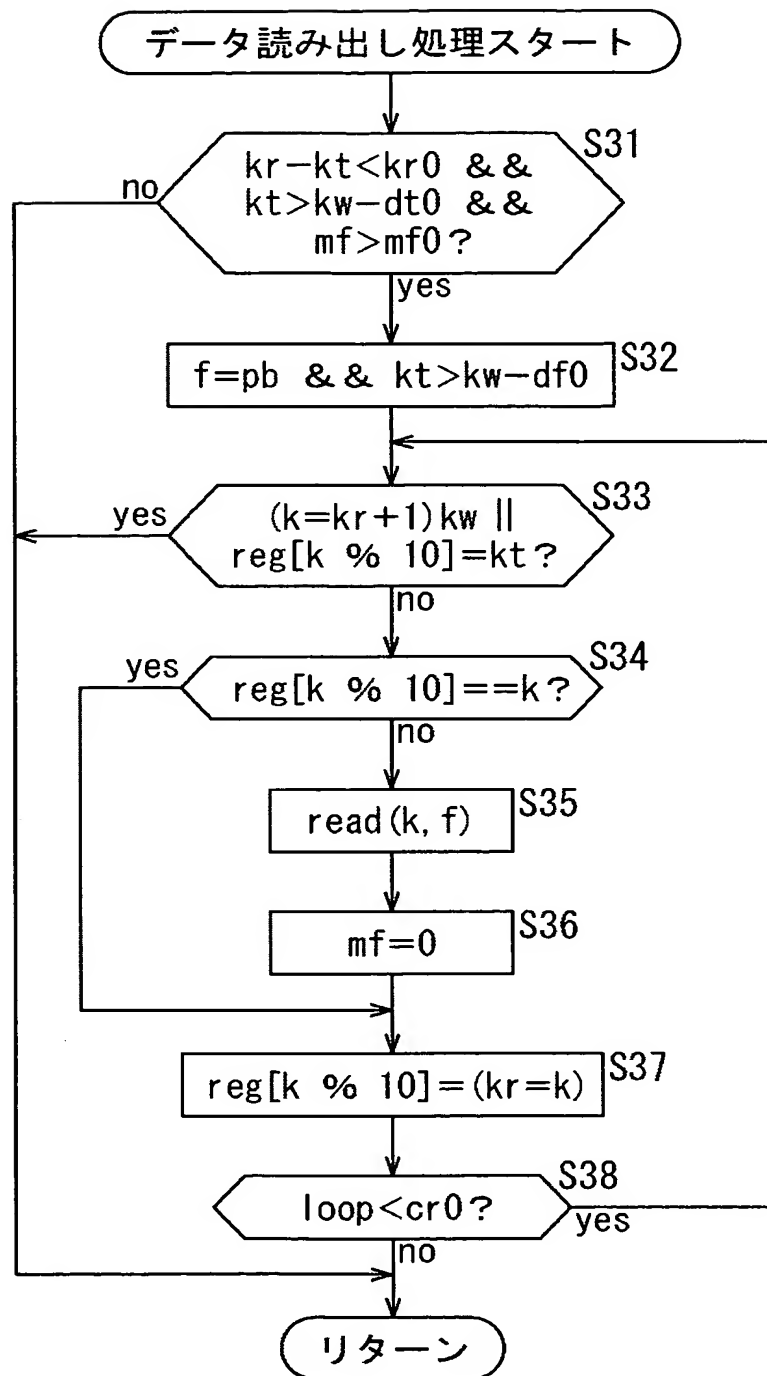 データ読み出し処理スタート
S31
kr-kt<kr0 &&
kt>kw-dt0 &&
mf>mf0?
no
yes
S32
f=pb && kt>kw-df0
S33
(k=kr+1)kw ||
reg[k % 10]=kt?
yes
no
S34
reg[k % 10]==k?
yes
no
S35
read(k, f)
S36
mf=0
S37
reg[k % 10]=(kr=k)
S38
loop<cr0?
yes
no
リターン